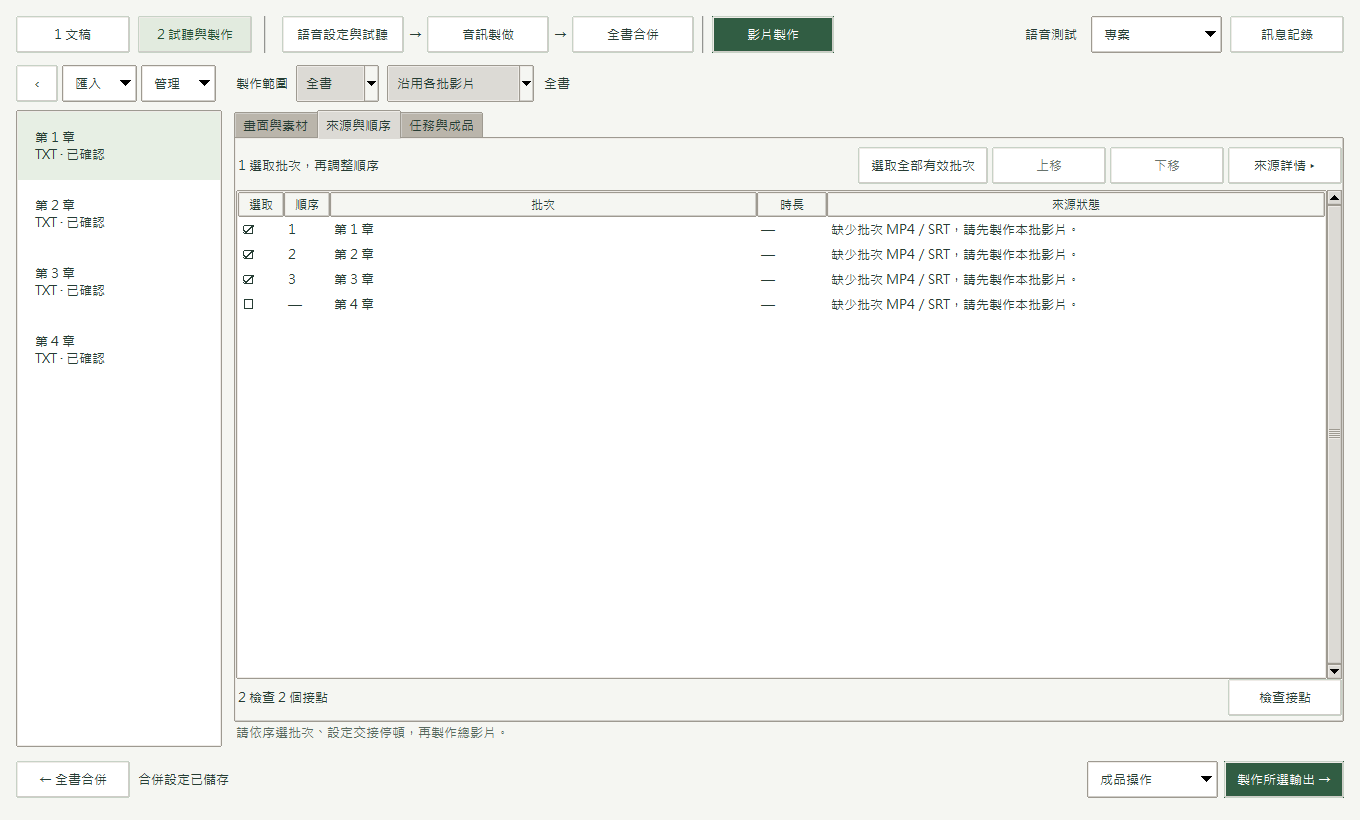 1 文稿
2 試聽與製作
語音設定與試聽
→
音訊製做
→
全書合併
影片製作
語音測試
專案
訊息記錄
‹
匯入
管理
製作範圍
全書
沿用各批影片
全書
第 1 章
TXT · 已確認
第 2 章
TXT · 已確認
第 3 章
TXT · 已確認
第 4 章
TXT · 已確認
畫面與素材
來源與順序
任務與成品
1 選取批次，再調整順序
選取全部有效批次
上移
下移
來源詳情 ▸
選取 順序 批次 時長 來源狀態
☑ 1 第 1 章 — 缺少批次 MP4 / SRT，請先製作本批影片。
☑ 2 第 2 章 — 缺少批次 MP4 / SRT，請先製作本批影片。
☑ 3 第 3 章 — 缺少批次 MP4 / SRT，請先製作本批影片。
☐ — 第 4 章 — 缺少批次 MP4 / SRT，請先製作本批影片。
2 檢查 2 個接點
檢查接點
請依序選批次、設定交接停頓，再製作總影片。
← 全書合併
合併設定已儲存
成品操作
製作所選輸出 →